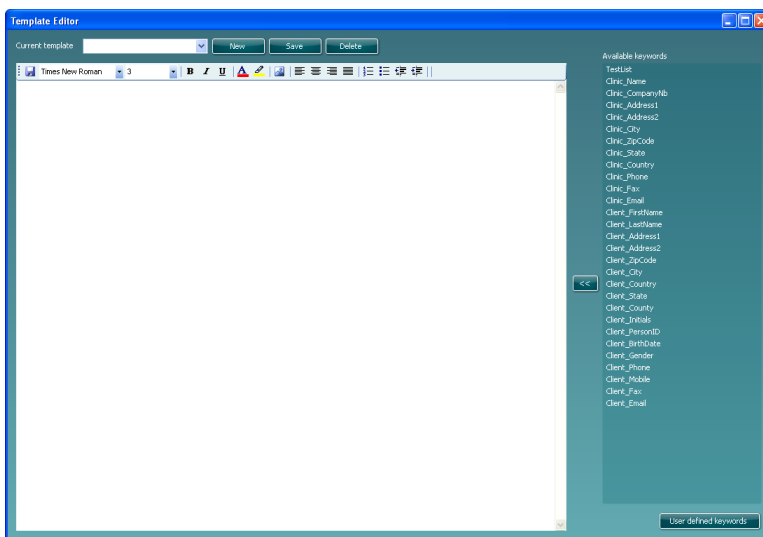 Template Editor
Current template New Save Delete
Available keywords
Times New Roman 3 B I U A
TestList
Clinic_Name
Clinic_CompanyNb
Clinic_Address1
Clinic_Address2
Clinic_City
Clinic_ZipCode
Clinic_State
Clinic_Country
Clinic_Phone
Clinic_Fax
Clinic_Email
Client_FirstName
Client_LastName
Client_Address1
Client_Address2
Client_ZipCode
Client_City
<< Client_Country
Client_State
Client_County
Client_Initials
Client_PersonID
Client_BirthDate
Client_Gender
Client_Phone
Client_Mobile
Client_Fax
Client_Email
User defined keywords